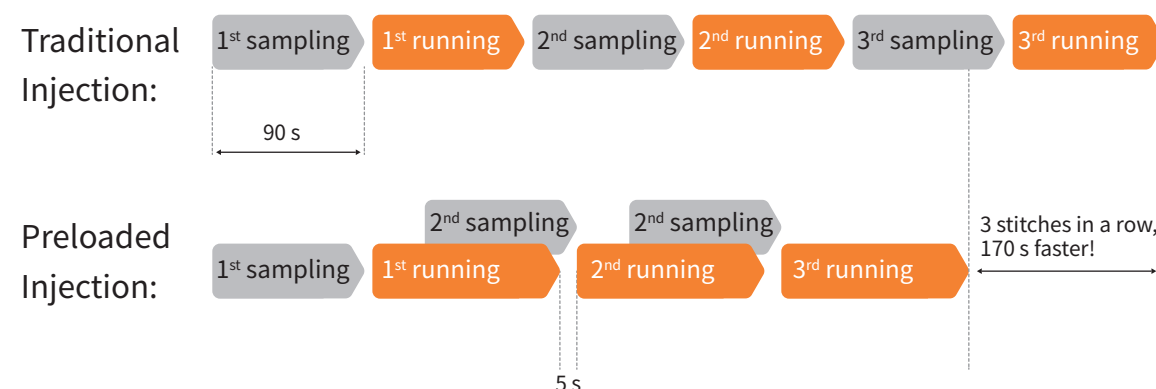 Traditional
Injection:
1st sampling
1st running
2nd sampling
2nd running
3rd sampling
3rd running
90 s
Preloaded
Injection:
2nd sampling
2nd sampling
1st sampling
1st running
2nd running
3rd running
3 stitches in a row,
170 s faster!
5 s